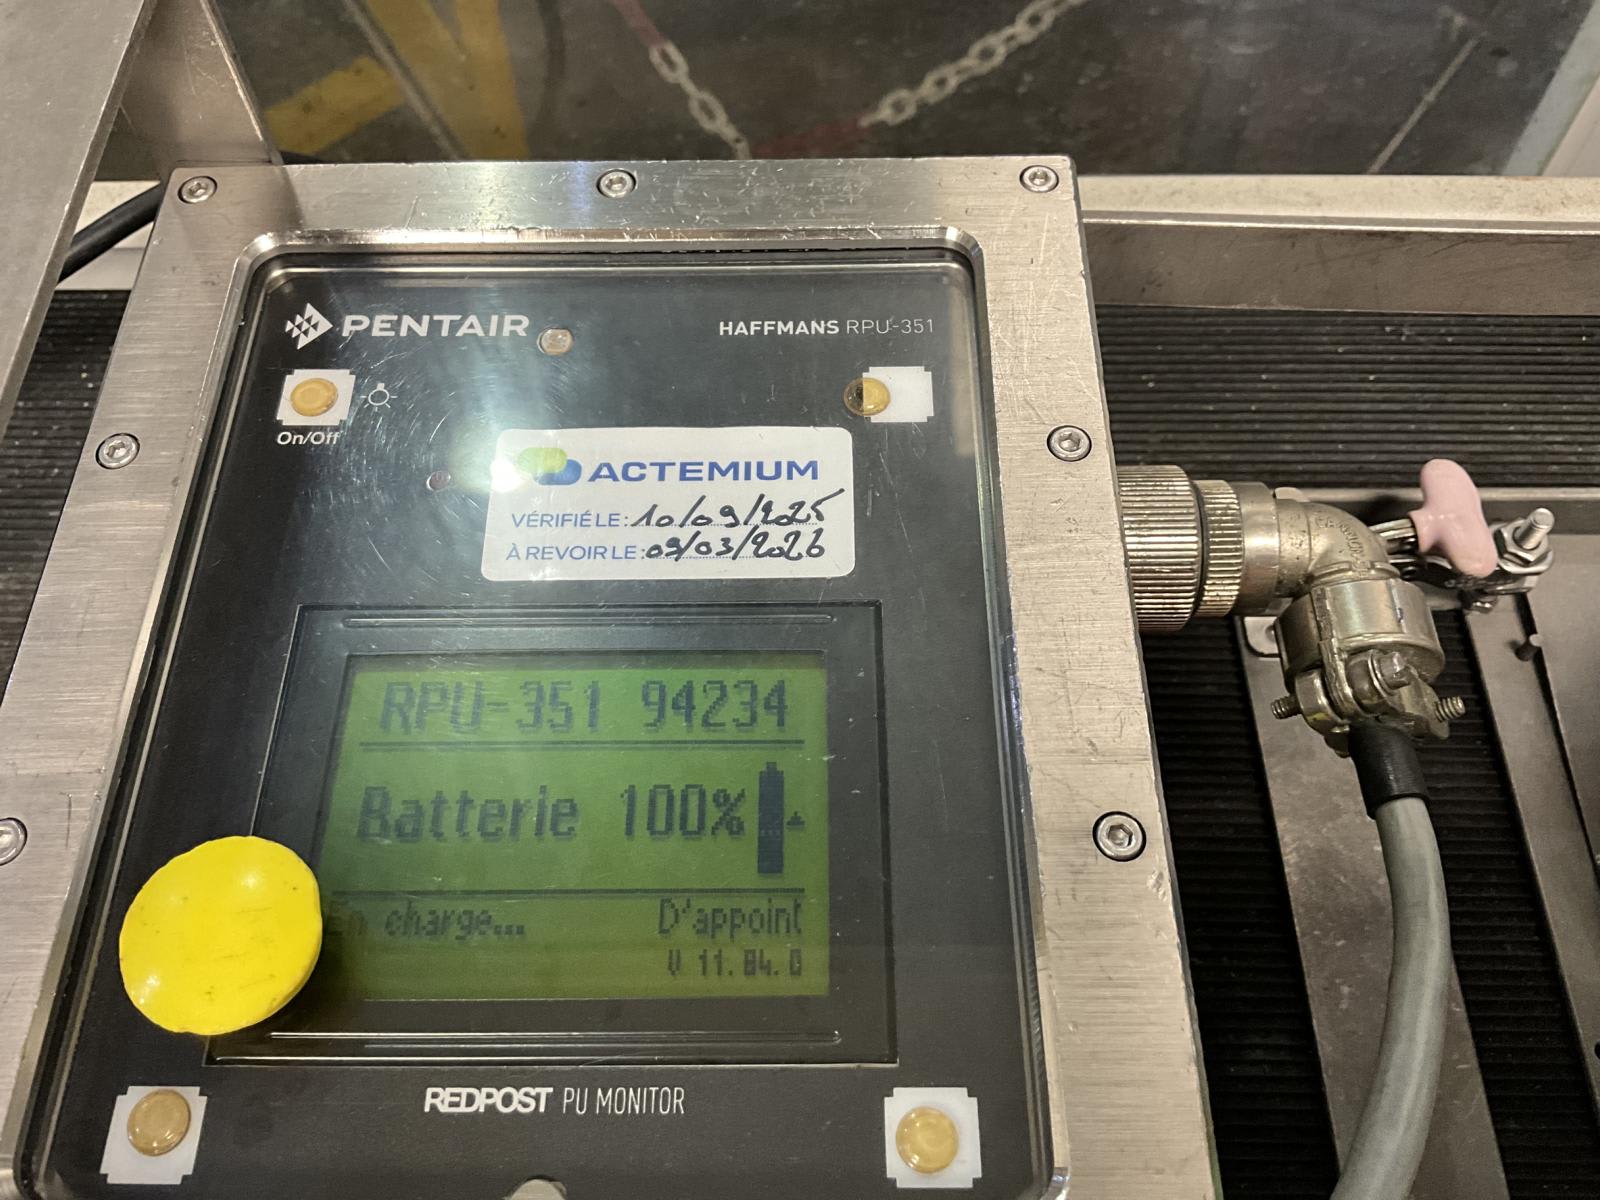 PENTAIR
HAFFMANS RPU-351
On/Off
ACTEMIUM
VÉRIFIÉ LE: 10/09/2025
À REVOIR LE: 09/03/2026
RPU-351 94234
Batterie 100%
En charge... D'appoint
V 11.84.0
REDPOST PU MONITOR